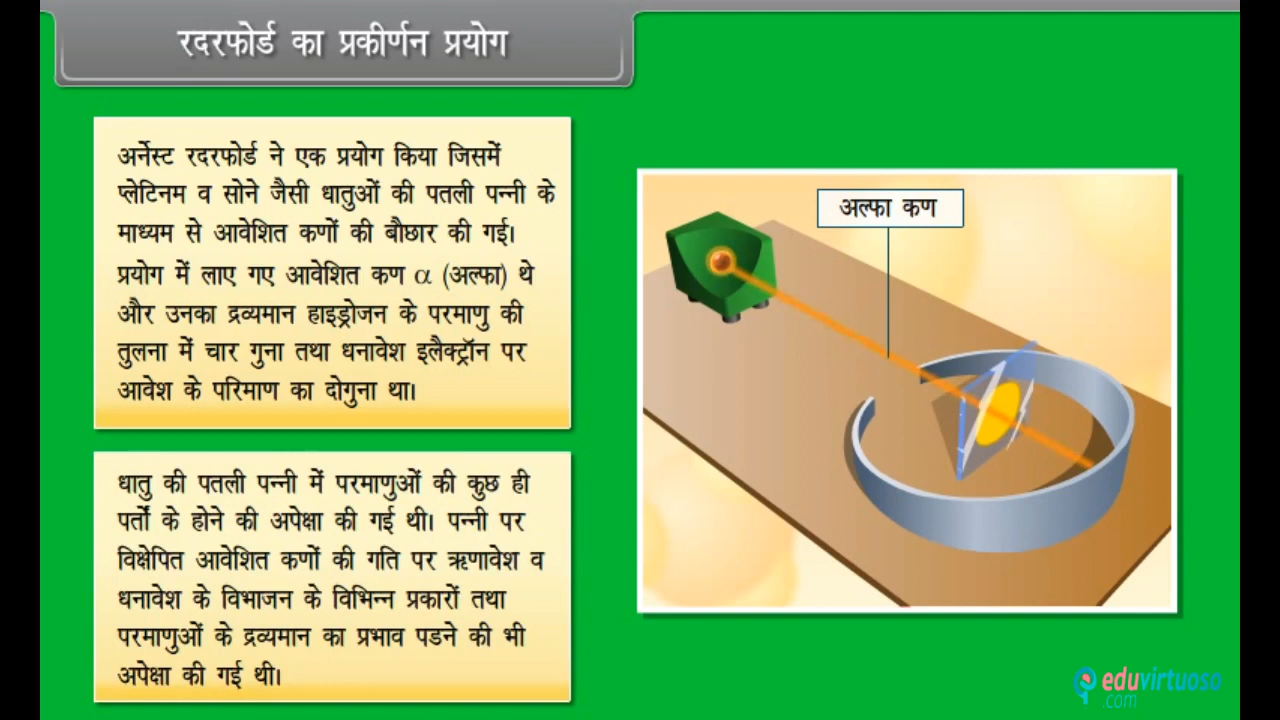 रदरफोर्ड का प्रकीर्णन प्रयोग
अर्नेस्ट रदरफोर्ड ने एक प्रयोग किया जिसमें
प्लेटिनम व सोने जैसी धातुओं की पतली पन्नी के
माध्यम से आवेशित कणों की बौछार की गई।
प्रयोग में लाए गए आवेशित कण α (अल्फा) थे
और उनका द्रव्यमान हाइड्रोजन के परमाणु की
तुलना में चार गुना तथा धनावेश इलैक्ट्रॉन पर
आवेश के परिमाण का दोगुना था।
धातु की पतली पन्नी में परमाणुओं की कुछ ही
पर्तों के होने की अपेक्षा की गई थी। पन्नी पर
विक्षेपित आवेशित कणों की गति पर ऋणावेश व
धनावेश के विभाजन के विभिन्न प्रकारों तथा
परमाणुओं के द्रव्यमान का प्रभाव पडने की भी
अपेक्षा की गई थी।
अल्फा कण
eduvirtuoso
.com